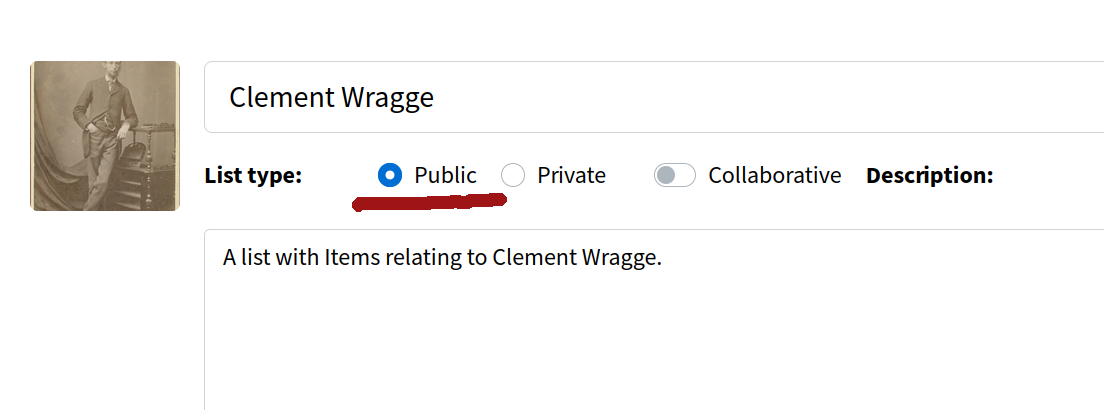 Clement Wragge
List type: Public Private Collaborative Description:
A list with Items relating to Clement Wragge.